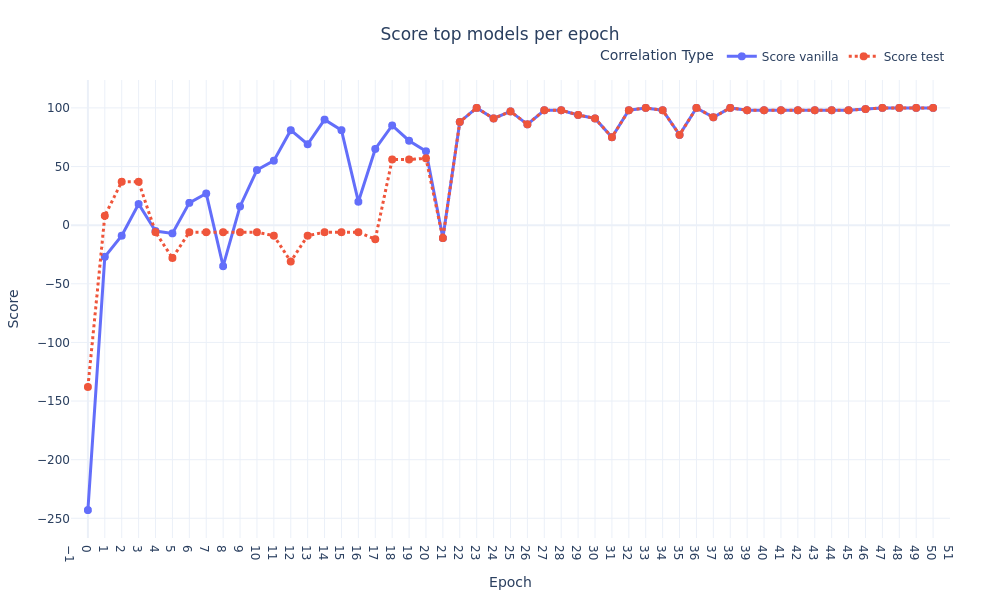 Score top models per epoch
Correlation Type Score vanilla Score test
100
50
0
−50
−100
−150
−200
−250
Score
−1 0 1 2 3 4 5 6 7 8 9 10 11 12 13 14 15 16 17 18 19 20 21 22 23 24 25 26 27 28 29 30 31 32 33 34 35 36 37 38 39 40 41 42 43 44 45 46 47 48 49 50 51
Epoch